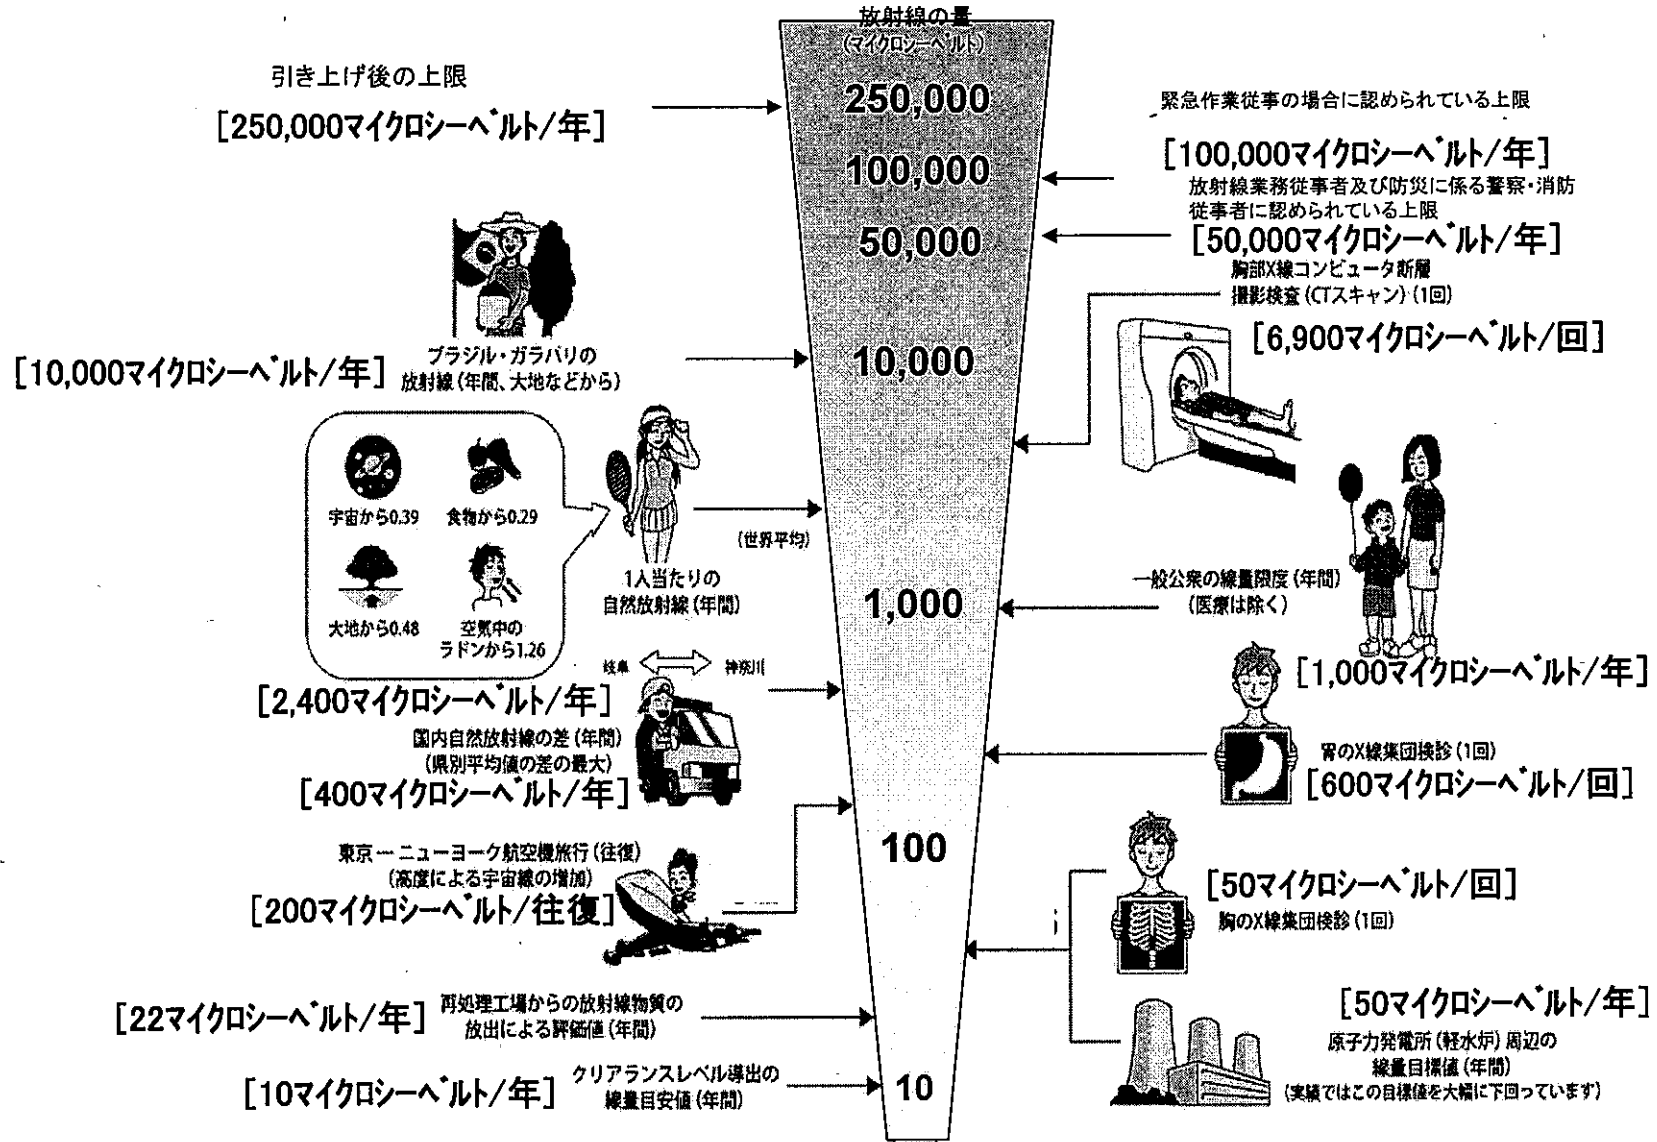 放射線の量
(マイクロシーベルト)
250,000
100,000
50,000
10,000
1,000
100
10
引き上げ後の上限
[250,000マイクロシーベルト/年]
[10,000マイクロシーベルト/年]
ブラジル・ガラパリの
放射線(年間、大地などから)
宇宙から0.39
食物から0.29
大地から0.48
空気中の
ラドンから1.26
(世界平均)
1人当たりの
自然放射線(年間)
[2,400マイクロシーベルト/年]
岐阜
神奈川
国内自然放射線の差(年間)
(県別平均値の差の最大)
[400マイクロシーベルト/年]
東京ーニューヨーク航空機旅行(往復)
(高度による宇宙線の増加)
[200マイクロシーベルト/往復]
[22マイクロシーベルト/年]
再処理工場からの放射線物質の
放出による評価値(年間)
[10マイクロシーベルト/年]
クリアランスレベル導出の
線量目安値(年間)
緊急作業従事の場合に認められている上限
[100,000マイクロシーベルト/年]
放射線業務従事者及び防災に係る警察・消防
従事者に認められている上限
[50,000マイクロシーベルト/年]
胸部X線コンピュータ断層
撮影検査(CTスキャン)(1回)
[6,900マイクロシーベルト/回]
一般公衆の線量限度(年間)
(医療は除く)
[1,000マイクロシーベルト/年]
胃のX線集団検診(1回)
[600マイクロシーベルト/回]
[50マイクロシーベルト/回]
胸のX線集団検診(1回)
[50マイクロシーベルト/年]
原子力発電所(軽水炉)周辺の
線量目標値(年間)
(実績ではこの目標値を大幅に下回っています)